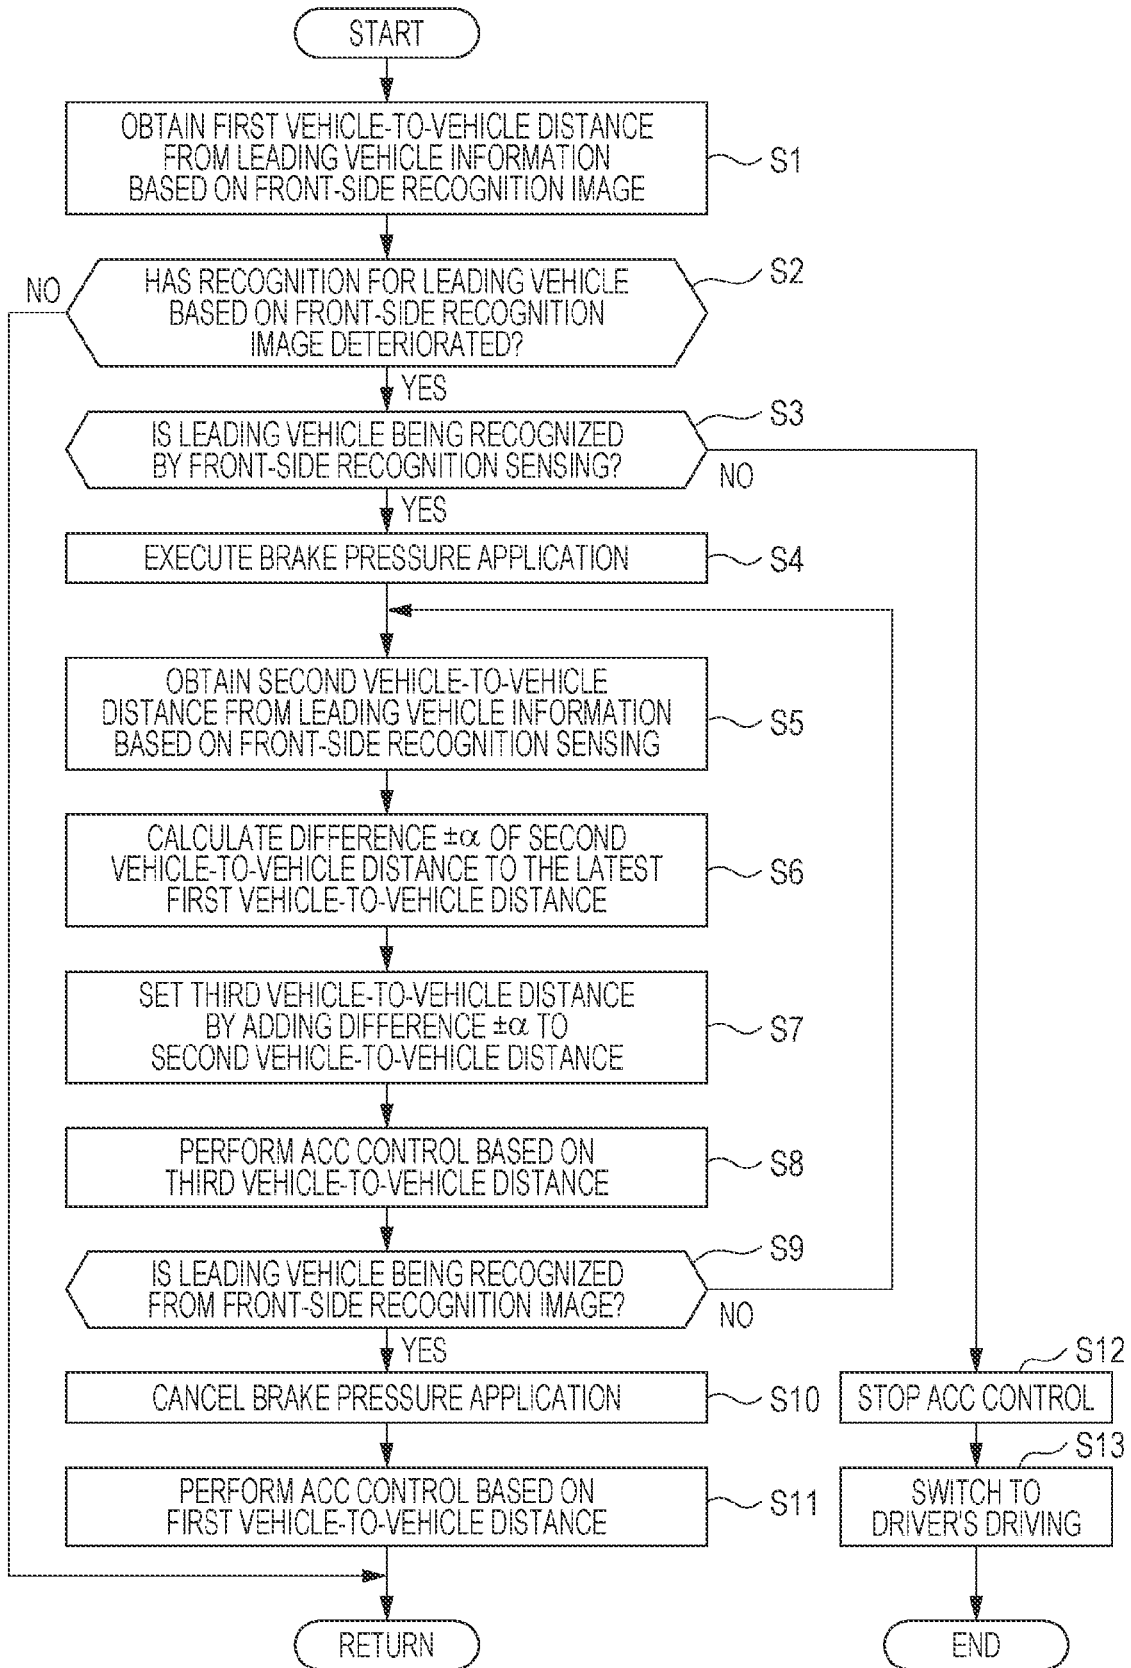 START
OBTAIN FIRST VEHICLE-TO-VEHICLE DISTANCE
FROM LEADING VEHICLE INFORMATION
BASED ON FRONT-SIDE RECOGNITION IMAGE
S1
HAS RECOGNITION FOR LEADING VEHICLE
BASED ON FRONT-SIDE RECOGNITION
IMAGE DETERIORATED?
S2
NO
YES
IS LEADING VEHICLE BEING RECOGNIZED
BY FRONT-SIDE RECOGNITION SENSING?
S3
NO
YES
EXECUTE BRAKE PRESSURE APPLICATION
S4
OBTAIN SECOND VEHICLE-TO-VEHICLE
DISTANCE FROM LEADING VEHICLE INFORMATION
BASED ON FRONT-SIDE RECOGNITION SENSING
S5
CALCULATE DIFFERENCE ±α OF SECOND
VEHICLE-TO-VEHICLE DISTANCE TO THE LATEST
FIRST VEHICLE-TO-VEHICLE DISTANCE
S6
SET THIRD VEHICLE-TO-VEHICLE DISTANCE
BY ADDING DIFFERENCE ±α TO
SECOND VEHICLE-TO-VEHICLE DISTANCE
S7
PERFORM ACC CONTROL BASED ON
THIRD VEHICLE-TO-VEHICLE DISTANCE
S8
IS LEADING VEHICLE BEING RECOGNIZED
FROM FRONT-SIDE RECOGNITION IMAGE?
S9
NO
YES
CANCEL BRAKE PRESSURE APPLICATION
S10
PERFORM ACC CONTROL BASED ON
FIRST VEHICLE-TO-VEHICLE DISTANCE
S11
RETURN
S12
STOP ACC CONTROL
S13
SWITCH TO
DRIVER'S DRIVING
END